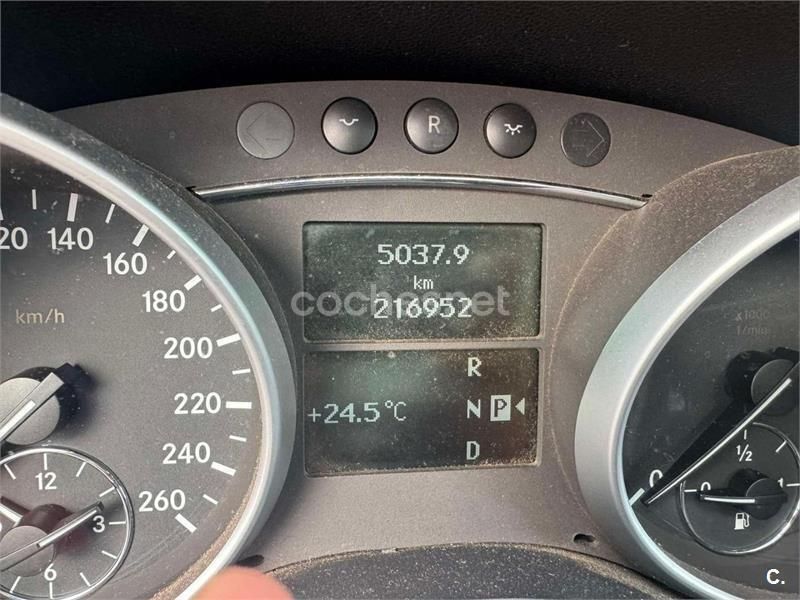 R
5037.9
km
216952
coches.net
+24.5°C
R
N P
D
20 140 160 180 200 220 240 260
km/h
12
3
6
x1000
1/min
0
0 1/2 1
C.